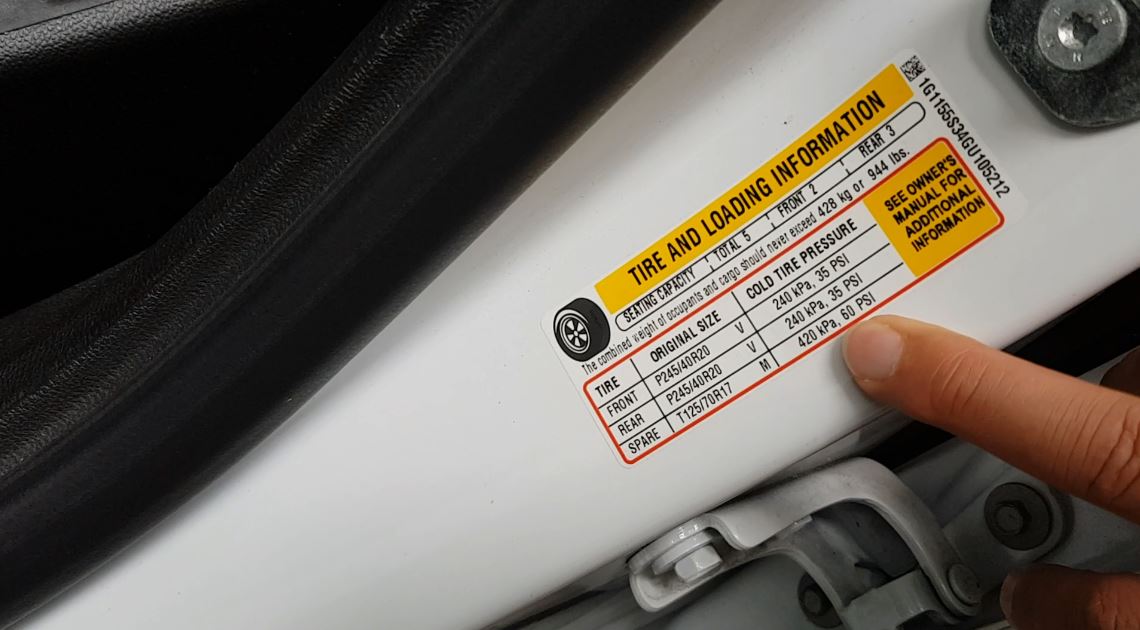 TIRE AND LOADING INFORMATION
SEATING CAPACITY TOTAL 5 FRONT 2 REAR 3
The combined weight of occupants and cargo should never exceed 428 kg or 944 lbs.
TIRE ORIGINAL SIZE COLD TIRE PRESSURE
FRONT P245/40R20 V 240 kPa, 35 PSI
REAR P245/40R20 V 240 kPa, 35 PSI
SPARE T125/70R17 M 420 kPa, 60 PSI
SEE OWNER'S
MANUAL FOR
ADDITIONAL
INFORMATION
1G1155S34GU105212